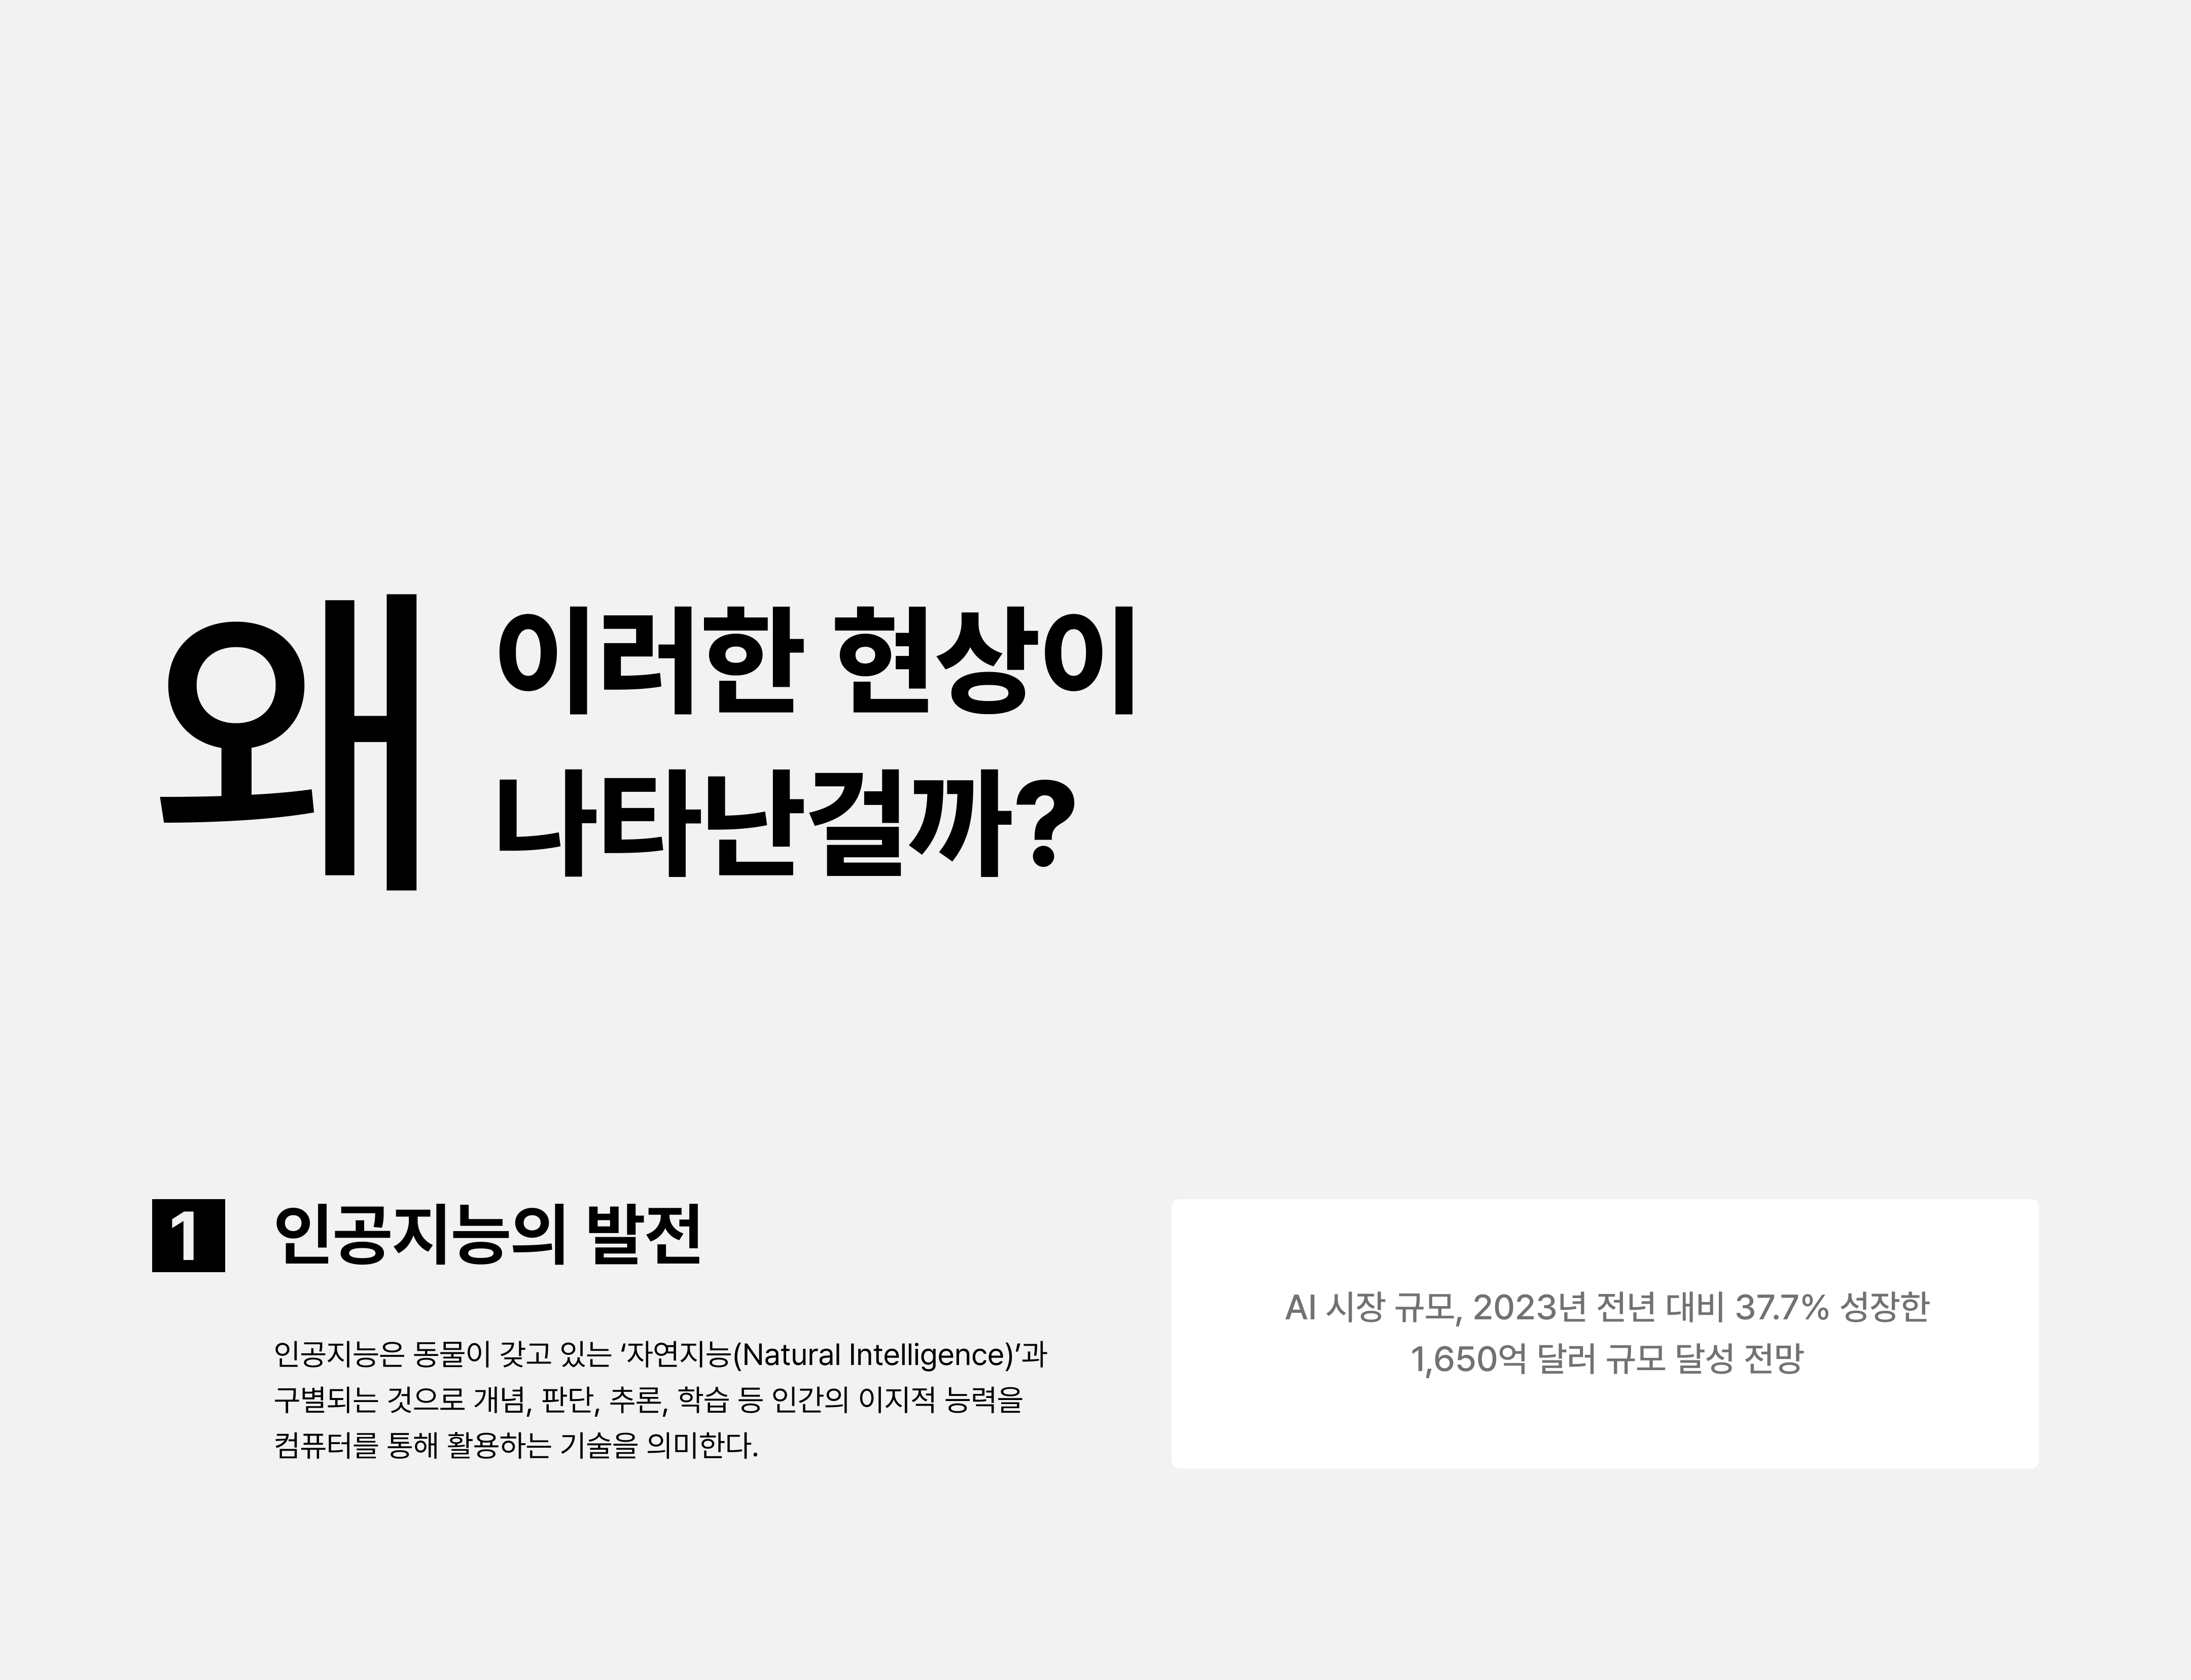 왜
이러한 현상이
나타난걸까?
1 인공지능의 발전
인공지능은 동물이 갖고 있는 ‘자연지능(Natural Intelligence)’과
구별되는 것으로 개념, 판단, 추론, 학습 등 인간의 이지적 능력을
컴퓨터를 통해 활용하는 기술을 의미한다.
AI 시장 규모, 2023년 전년 대비 37.7% 성장한
1,650억 달러 규모 달성 전망